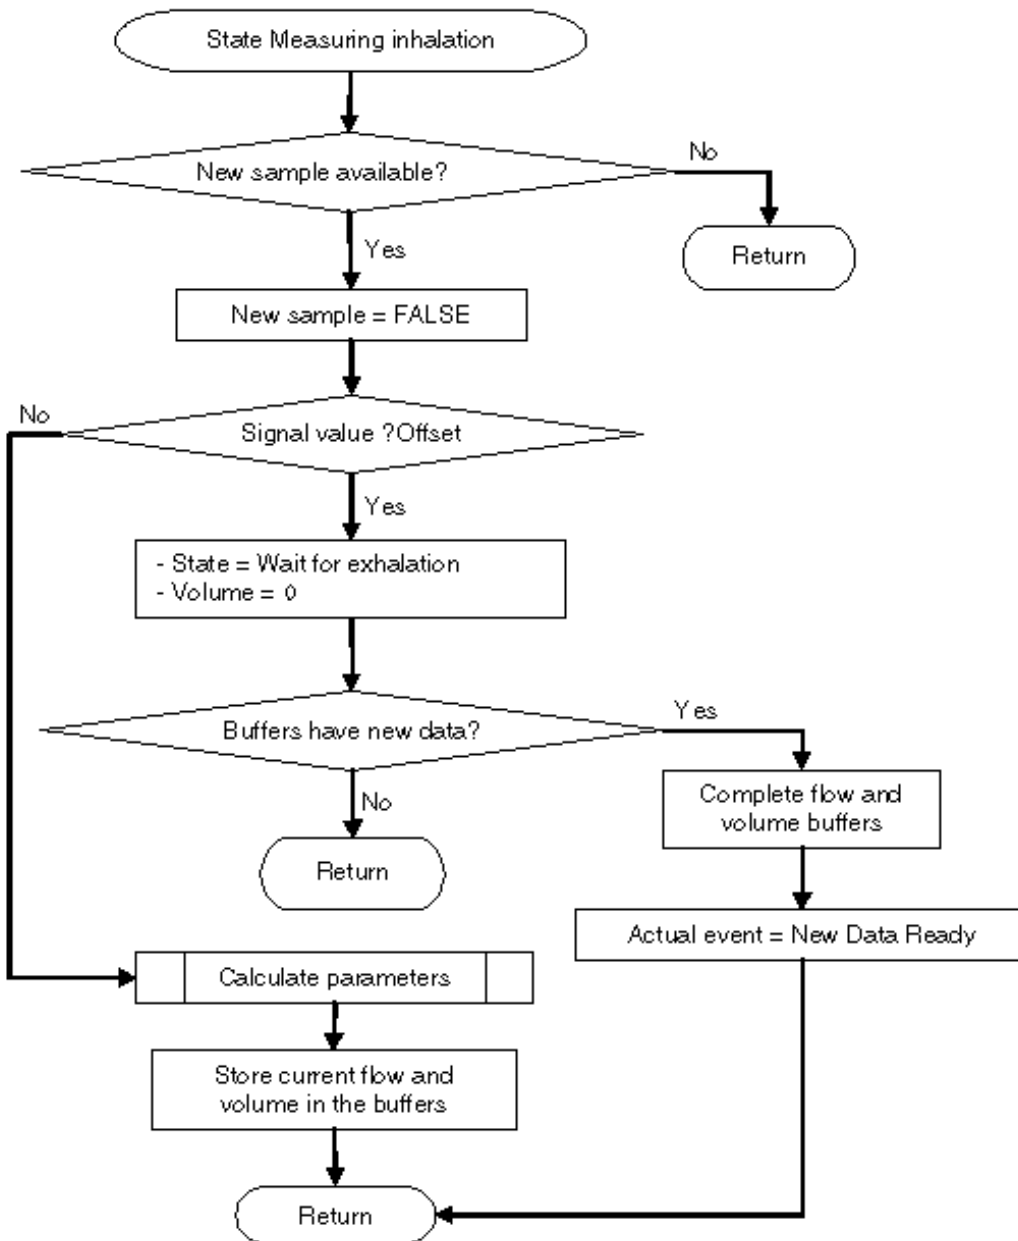 State Measuring inhalation
New sample available?
No
Return
Yes
New sample = FALSE
No
Signal value ?Offset
Yes
- State = Wait for exhalation
- Volume = 0
Buffers have new data?
Yes
No
Complete flow and
volume buffers
Return
Actual event = New Data Ready
Calculate parameters
Store current flow and
volume in the buffers
Return